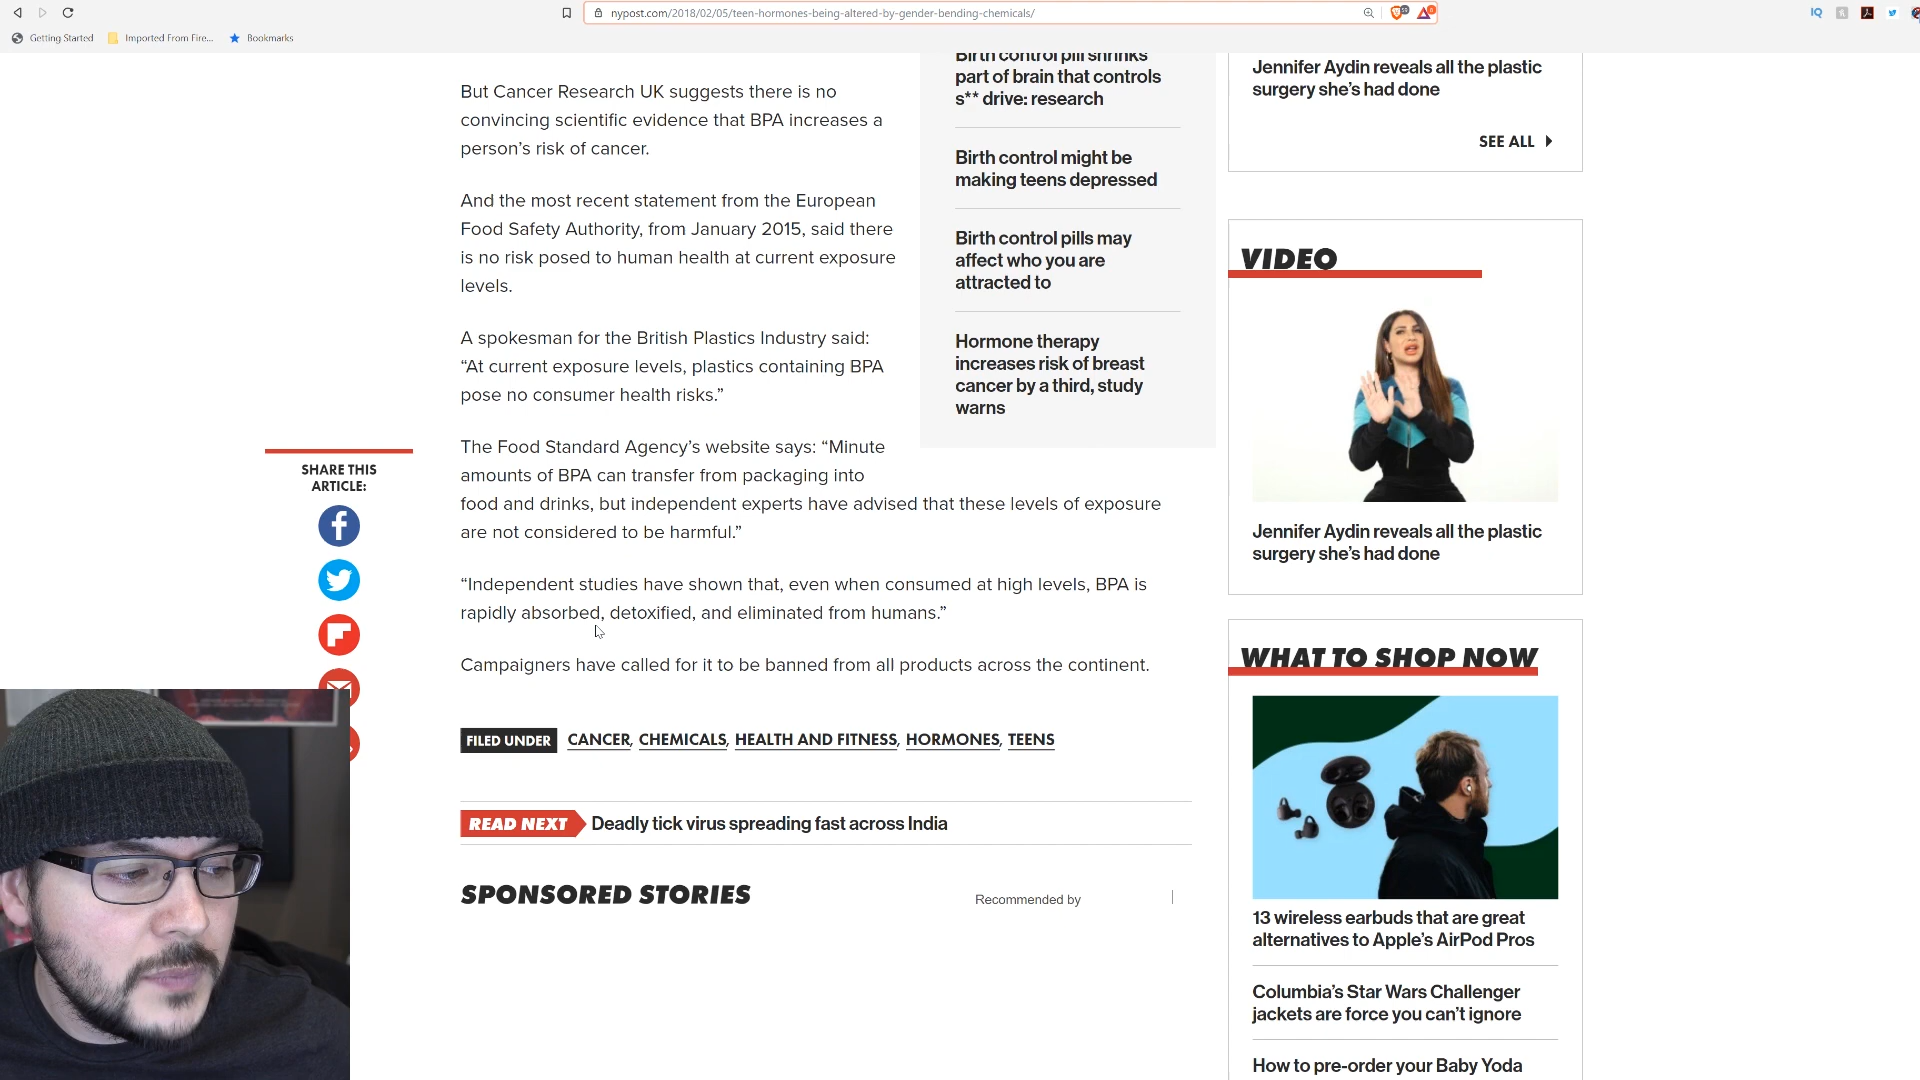 nypost.com/2018/02/05/teen-hormones-being-altered-by-gender-bending-chemicals/
IQ
Getting Started
Imported From Fire...
Bookmarks
But Cancer Research UK suggests there is no
convincing scientific evidence that BPA increases a
person’s risk of cancer.
And the most recent statement from the European
Food Safety Authority, from January 2015, said there
is no risk posed to human health at current exposure
levels.
A spokesman for the British Plastics Industry said:
“At current exposure levels, plastics containing BPA
pose no consumer health risks.”
The Food Standard Agency’s website says: “Minute
amounts of BPA can transfer from packaging into
food and drinks, but independent experts have advised that these levels of exposure
are not considered to be harmful.”
“Independent studies have shown that, even when consumed at high levels, BPA is
rapidly absorbed, detoxified, and eliminated from humans.”
Campaigners have called for it to be banned from all products across the continent.
FILED UNDER CANCER, CHEMICALS, HEALTH AND FITNESS, HORMONES, TEENS
READ NEXT Deadly tick virus spreading fast across India
SPONSORED STORIES
Recommended by
SHARE THIS
ARTICLE:
Birth control pill shrinks
part of brain that controls
s** drive: research
Birth control might be
making teens depressed
Birth control pills may
affect who you are
attracted to
Hormone therapy
increases risk of breast
cancer by a third, study
warns
Jennifer Aydin reveals all the plastic
surgery she’s had done
SEE ALL
VIDEO
Jennifer Aydin reveals all the plastic
surgery she’s had done
WHAT TO SHOP NOW
13 wireless earbuds that are great
alternatives to Apple’s AirPod Pros
Columbia’s Star Wars Challenger
jackets are force you can’t ignore
How to pre-order your Baby Yoda